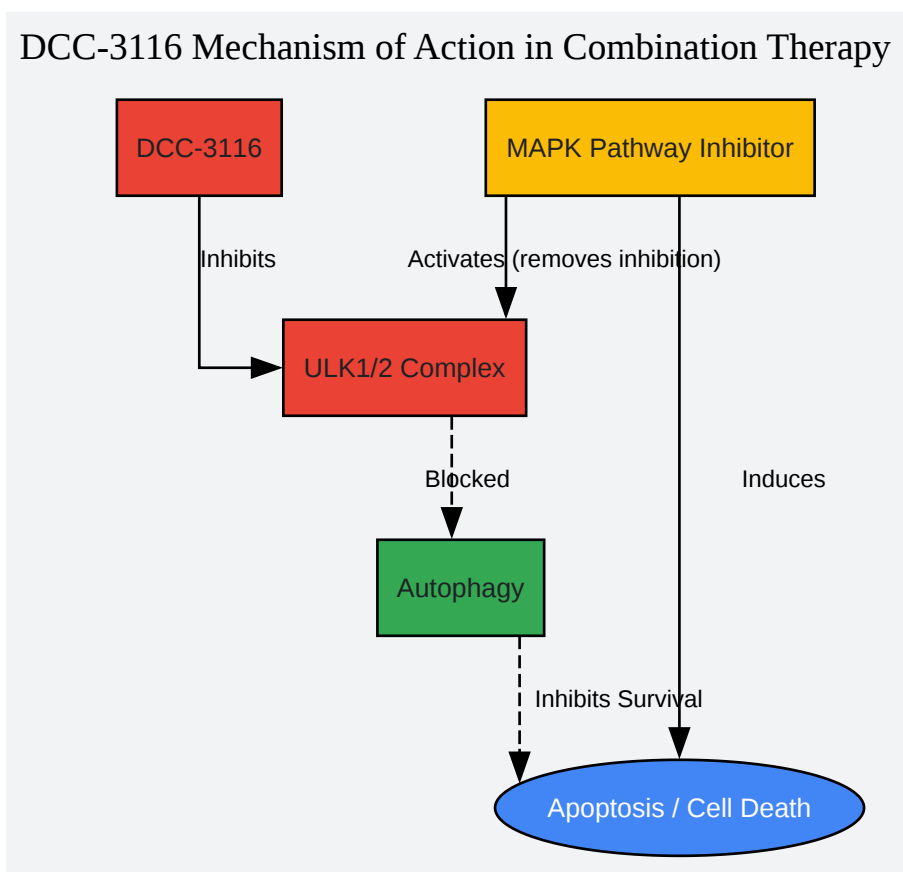 DCC-3116 Mechanism of Action in Combination Therapy
DCC-3116
MAPK Pathway Inhibitor
Inhibits
Activates (removes inhibition)
ULK1/2 Complex
Blocked
Induces
Autophagy
Inhibits Survival
Apoptosis / Cell Death